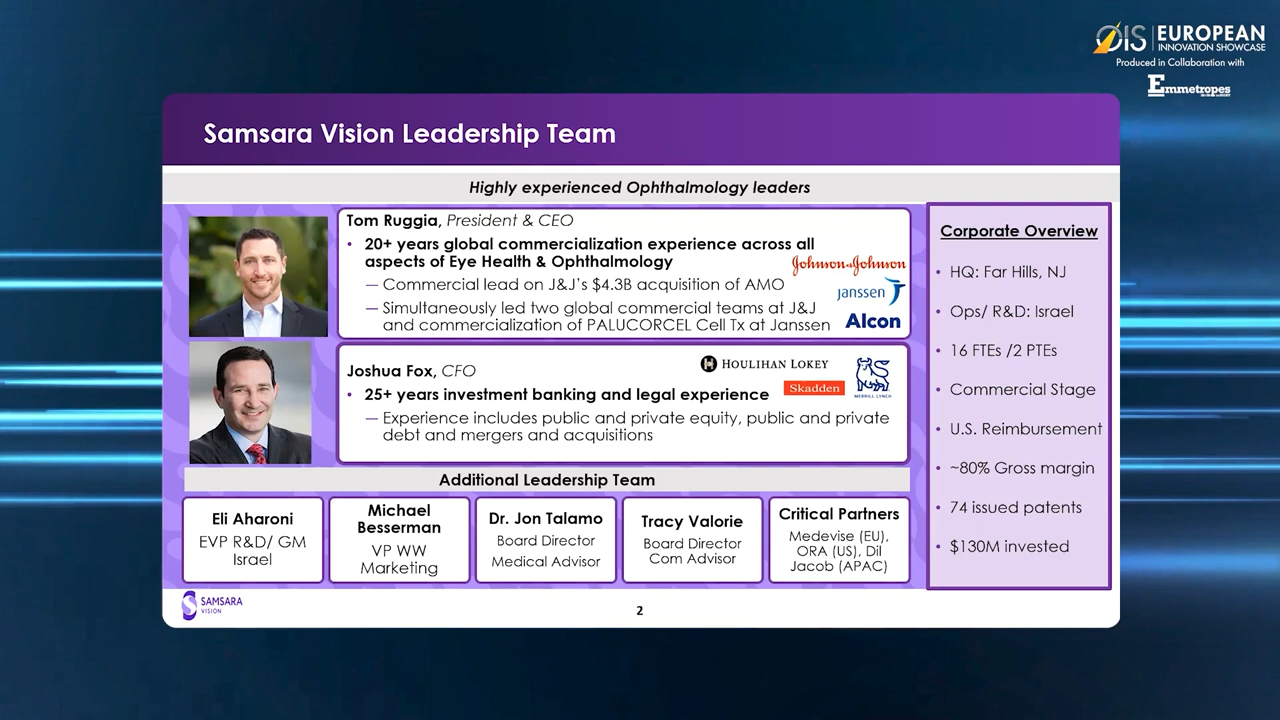 OIS EUROPEAN
INNOVATION SHOWCASE
Produced in Collaboration with
Emmetropes
Samsara Vision Leadership Team
Highly experienced Ophthalmology leaders
Tom Ruggia, President & CEO
• 20+ years global commercialization experience across all
aspects of Eye Health & Ophthalmology
— Commercial lead on J&J's $4.3B acquisition of AMO
— Simultaneously led two global commercial teams at J&J
and commercialization of PALUCORCEL Cell Tx at Janssen
Johnson & Johnson
janssen
Alcon
Joshua Fox, CFO
• 25+ years investment banking and legal experience
— Experience includes public and private equity, public and private
debt and mergers and acquisitions
H HOULIHAN LOKEY
Skadden
MERRILL LYNCH
Additional Leadership Team
Eli Aharoni
EVP R&D/ GM
Israel
Michael
Besserman
VP WW
Marketing
Dr. Jon Talamo
Board Director
Medical Advisor
Tracy Valorie
Board Director
Com Advisor
Critical Partners
Medevise (EU),
ORA (US), Dil
Jacob (APAC)
Corporate Overview
• HQ: Far Hills, NJ
• Ops/ R&D: Israel
• 16 FTEs /2 PTEs
• Commercial Stage
• U.S. Reimbursement
• ~80% Gross margin
• 74 issued patents
• $130M invested
SAMSARA
VISION
2